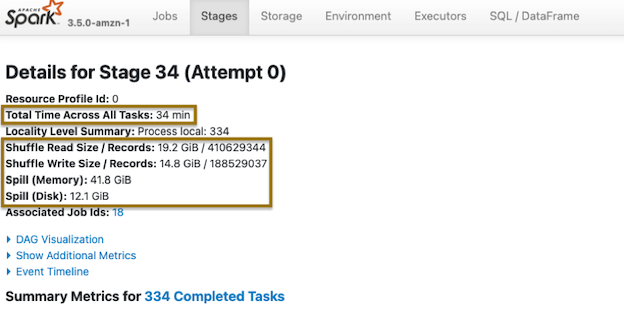 APACHE
Spark 3.5.0-amzn-1 Jobs Stages Storage Environment Executors SQL / DataFrame
Details for Stage 34 (Attempt 0)
Resource Profile Id: 0
Total Time Across All Tasks: 34 min
Locality Level Summary: Process local: 334
Shuffle Read Size / Records: 19.2 GiB / 410629344
Shuffle Write Size / Records: 14.8 GiB / 188529037
Spill (Memory): 41.8 GiB
Spill (Disk): 12.1 GiB
Associated Job Ids: 18
DAG Visualization
Show Additional Metrics
Event Timeline
Summary Metrics for 334 Completed Tasks